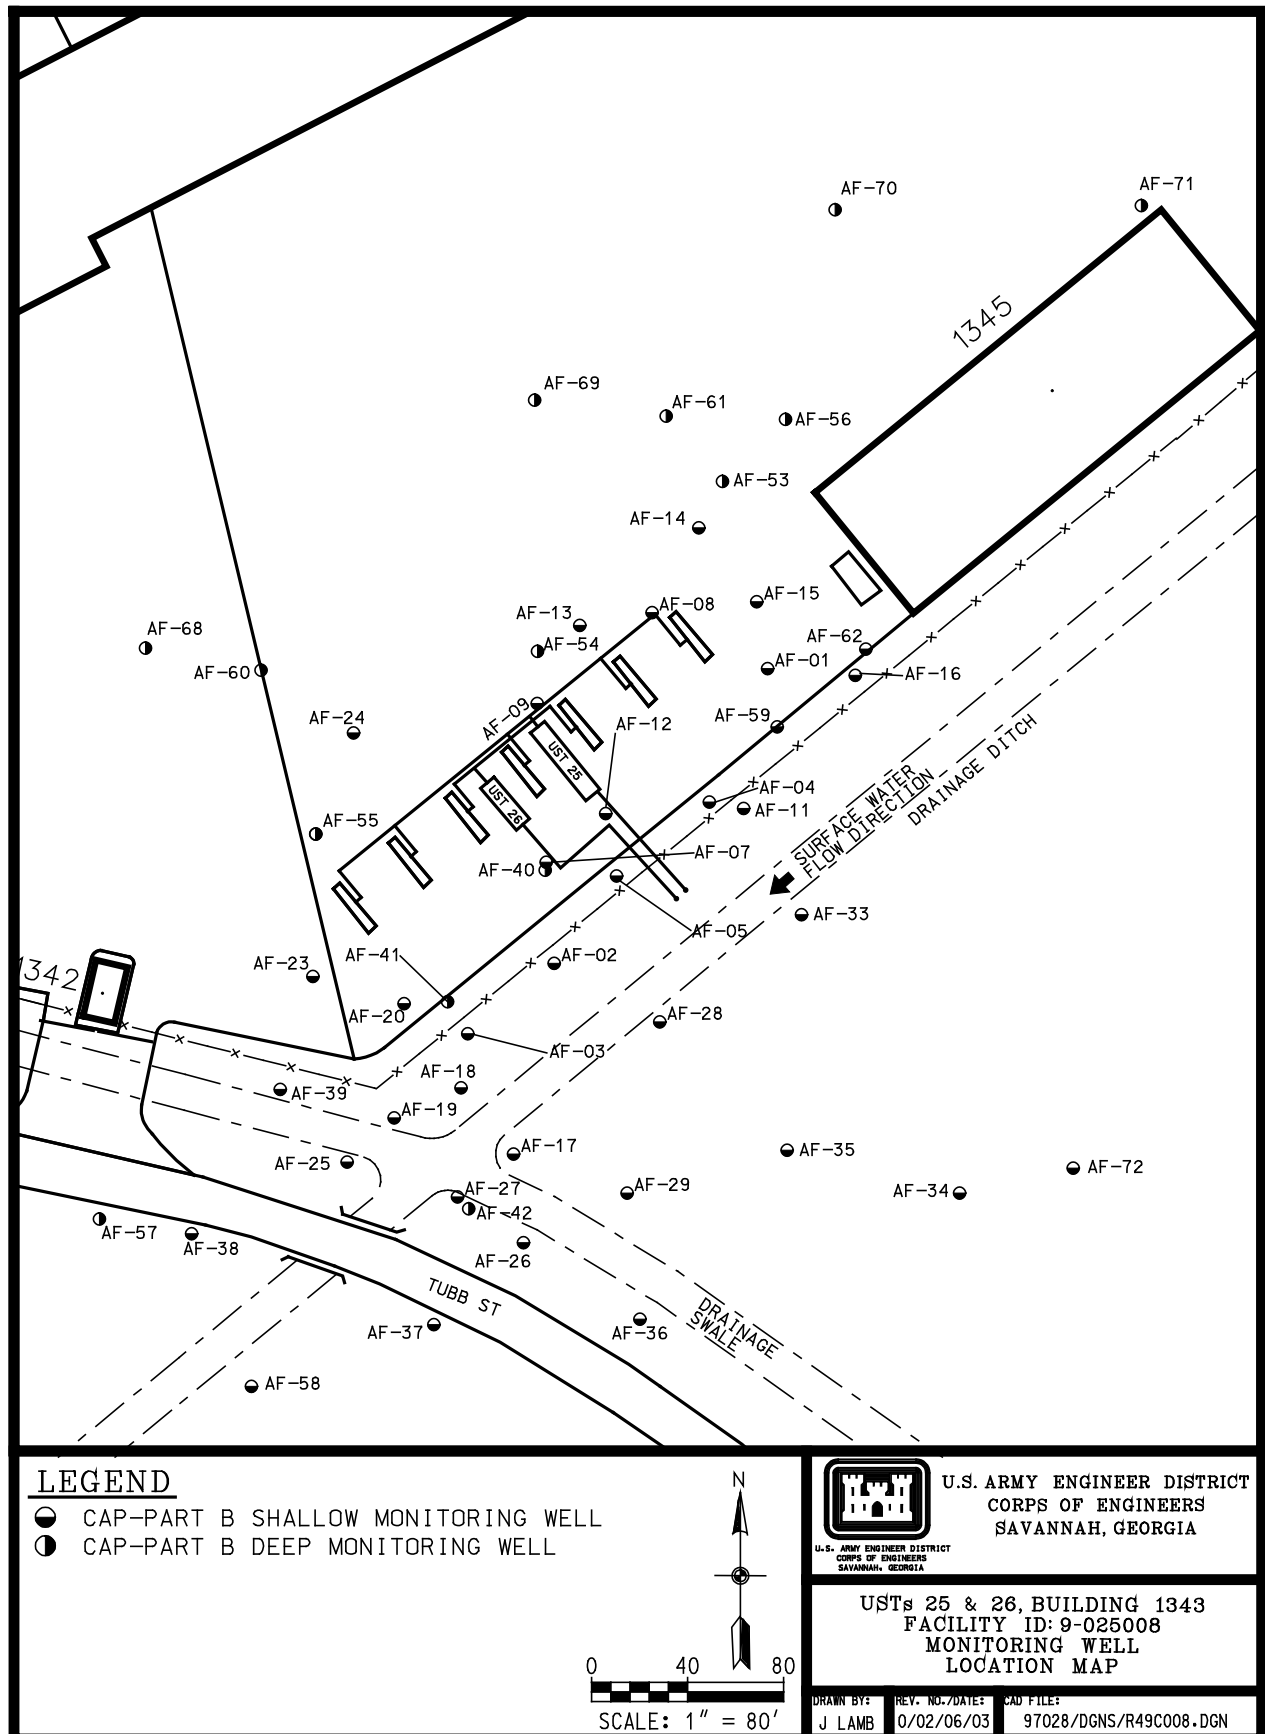 AF-70
AF-71
1345
AF-69
AF-61
AF-56
AF-53
AF-14
AF-15
AF-13
AF-08
AF-54
AF-62
AF-68
AF-60
AF-01
AF-16
AF-24
AF-09
AF-12
AF-59
UST 25
UST 26
AF-04
AF-11
SURFACE WATER
FLOW DIRECTION
DRAINAGE DITCH
AF-55
AF-07
AF-40
AF-33
AF-05
AF-41
AF-02
AF-23
1342
AF-20
AF-28
AF-03
AF-18
AF-39
AF-19
AF-17
AF-35
AF-25
AF-72
AF-27
AF-29
AF-34
AF-42
AF-57
AF-38
AF-26
TUBB ST
DRAINAGE
SWALE
AF-37
AF-36
AF-58
LEGEND
CAP-PART B SHALLOW MONITORING WELL
CAP-PART B DEEP MONITORING WELL
N
0 40 80
SCALE: 1" = 80'
U.S. ARMY ENGINEER DISTRICT
CORPS OF ENGINEERS
SAVANNAH, GEORGIA
U.S. ARMY ENGINEER DISTRICT
CORPS OF ENGINEERS
SAVANNAH, GEORGIA
USTs 25 & 26, BUILDING 1343
FACILITY ID: 9-025008
MONITORING WELL
LOCATION MAP
DRAWN BY:
J LAMB
REV. NO./DATE:
0/02/06/03
CAD FILE:
97028/DGNS/R49C008.DGN